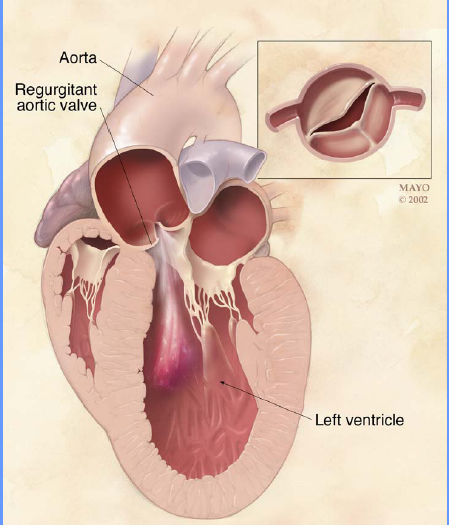 Aorta
Regurgitant
aortic valve
MAYO
© 2002
Left ventricle